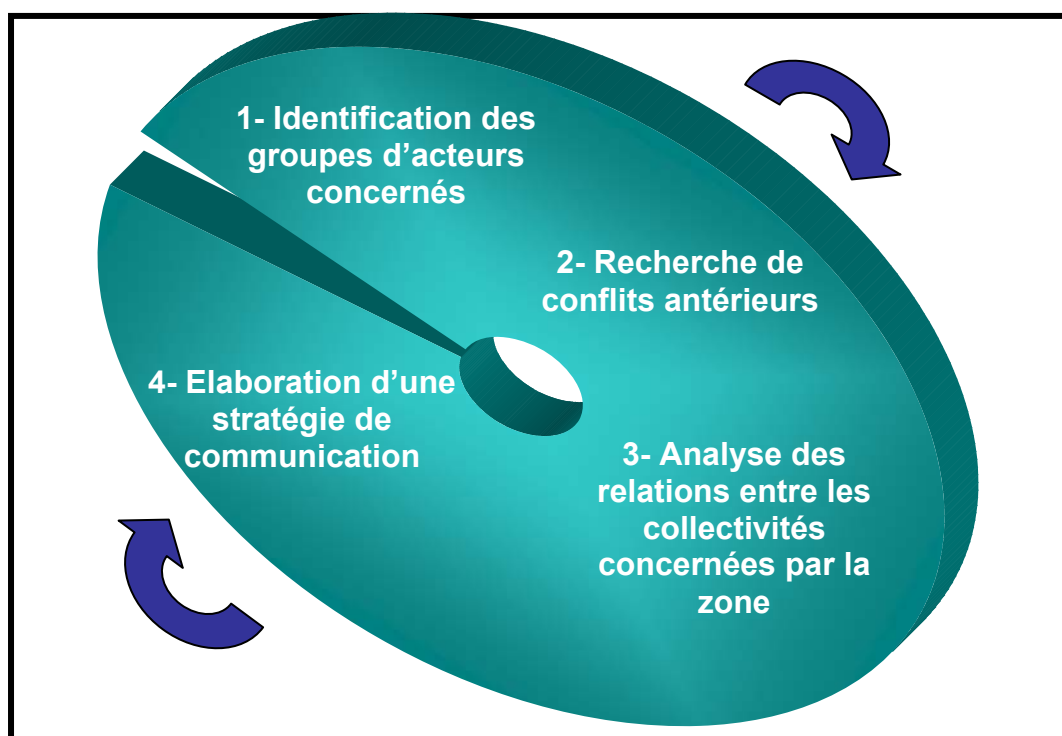 1- Identification des
groupes d'acteurs
concernés
2- Recherche de
conflits antérieurs
3- Analyse des
relations entre les
collectivités
concernées par la
zone
4- Elaboration d'une
stratégie de
communication